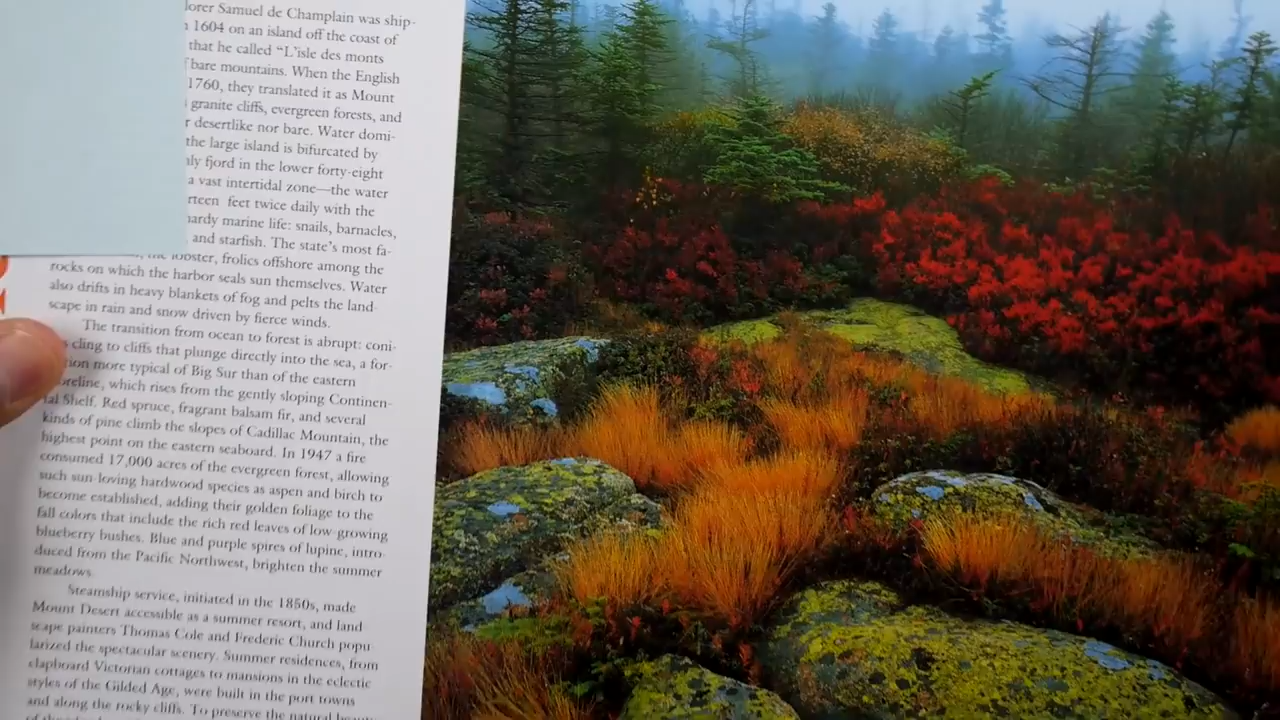 lorer Samuel de Champlain was ship-
1604 on an island off the coast of
that he called “L'isle des monts
bare mountains. When the English
1760, they translated it as Mount
granite cliffs, evergreen forests, and
r desertlike nor bare. Water domi-
the large island is bifurcated by
ly fjord in the lower forty-eight
a vast intertidal zone—the water
rteen feet twice daily with the
ardy marine life: snails, barnacles,
and starfish. The state's most fa-
lobster, frolics offshore among the
rocks on which the harbor seals sun themselves. Water
also drifts in heavy blankets of fog and pelts the land-
scape in rain and snow driven by fierce winds.
The transition from ocean to forest is abrupt: coni-
s cling to cliffs that plunge directly into the sea, a for-
tion more typical of Big Sur than of the eastern
oreline, which rises from the gently sloping Continen-
tal Shelf. Red spruce, fragrant balsam fir, and several
kinds of pine climb the slopes of Cadillac Mountain, the
highest point on the eastern seaboard. In 1947 a fire
consumed 17,000 acres of the evergreen forest, allowing
such sun-loving hardwood species as aspen and birch to
become established, adding their golden foliage to the
fall colors that include the rich red leaves of low-growing
blueberry bushes. Blue and purple spires of lupine, intro-
duced from the Pacific Northwest, brighten the summer
meadows.
Steamship service, initiated in the 1850s, made
Mount Desert accessible as a summer resort, and land
scape painters Thomas Cole and Frederic Church popu
larized the spectacular scenery. Summer residences, from
clapboard Victorian cottages to mansions in the eclectic
styles of the Gilded Age, were built in the port towns
and along the rocky cliffs. To preserve the natural beauty